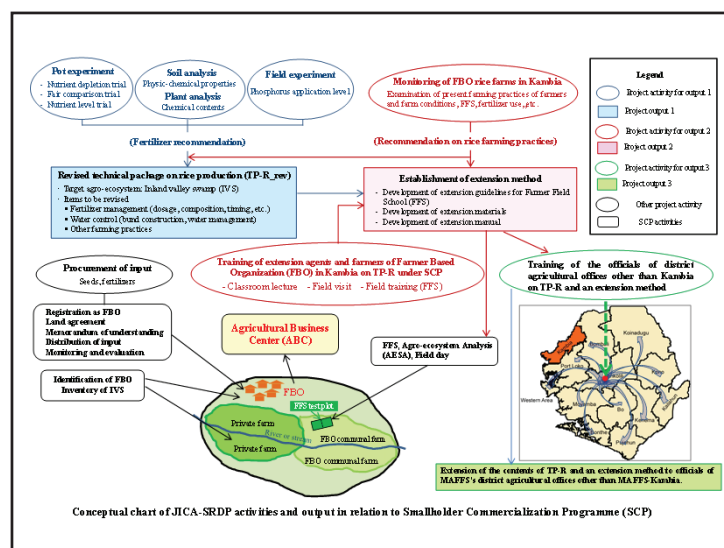 Pot experiment
- Nutrient depletion trial
- Fair comparison trial
- Nutrient level trial
Soil analysis
Physic-chemical properties
Plant analysis
Chemical contents
Field experiment
Phosphorus application level
Monitoring of FBO rice farms in Kambia
Examination of present farming practices of farmers
and farm conditions, FFS, fertilizer use, etc.
Legend
Project activity for output 1
Project output 1
Project activity for output 2
Project output 2
Project activity for output 3
Project output 3
Other project activity
SCP activities
(Fertilizer recommendation)
(Recommendation on rice farming practices)
Revised technical package on rice production (TP-R_rev)
- Target agro-ecosystem: Inland valley swamp (IVS)
- Items to be revised
• Fertilizer management (dosage, composition, timing, etc.)
• Water control (bund construction, water management)
• Other farming practices
Establishment of extension method
- Development of extension guidelines for Farmer Field
School (FFS)
- Development of extension materials
- Development of extension manual
Training of extension agents and farmers of Farmer Based
Organization (FBO) in Kambia on TP-R under SCP
- Classroom lecture - Field visit - Field training (FFS)
Training of the officials of district
agricultural offices other than Kambia
on TP-R and an extension method
Procurement of input
Seeds, fertilizers
Registration as FBO
Land agreement
Memorandum of understanding
Distribution of input
Monitoring and evaluation
Identification of FBO
Inventory of IVS
Agricultural Business
Center (ABC)
FFS, Agro-ecosystem Analysis
(AESA), Field day
FBO
FFS test plot
Private farm
River or stream
Private farm
FBO communal farm
FBO communal farm
Koinadugu
Port Loko
Western Area
Moyamba
Bo
Kenema
Bonthe
Pujehun
Extension of the contents of TP-R and an extension method to officials of
MAFFS's district agricultural offices other than MAFFS-Kambia.
Conceptual chart of JICA-SRDP activities and output in relation to Smallholder Commercialization Programme (SCP)